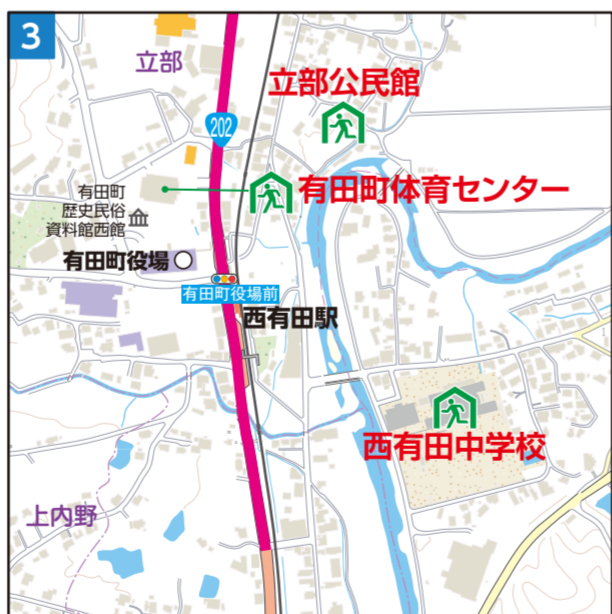 3
立部
立部公民館
202
有田町体育センター
有田町
歴史民俗
資料館西館
有田町役場
有田町役場前
西有田駅
西有田中学校
上内野